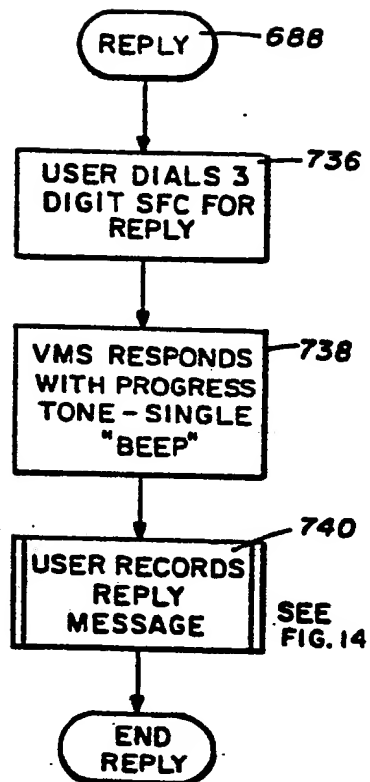 REPLY
688
736
USER DIALS 3
DIGIT SFC FOR
REPLY
738
VMS RESPONDS
WITH PROGRESS
TONE - SINGLE
"BEEP"
740
USER RECORDS
REPLY
MESSAGE
SEE
FIG. 14
END
REPLY